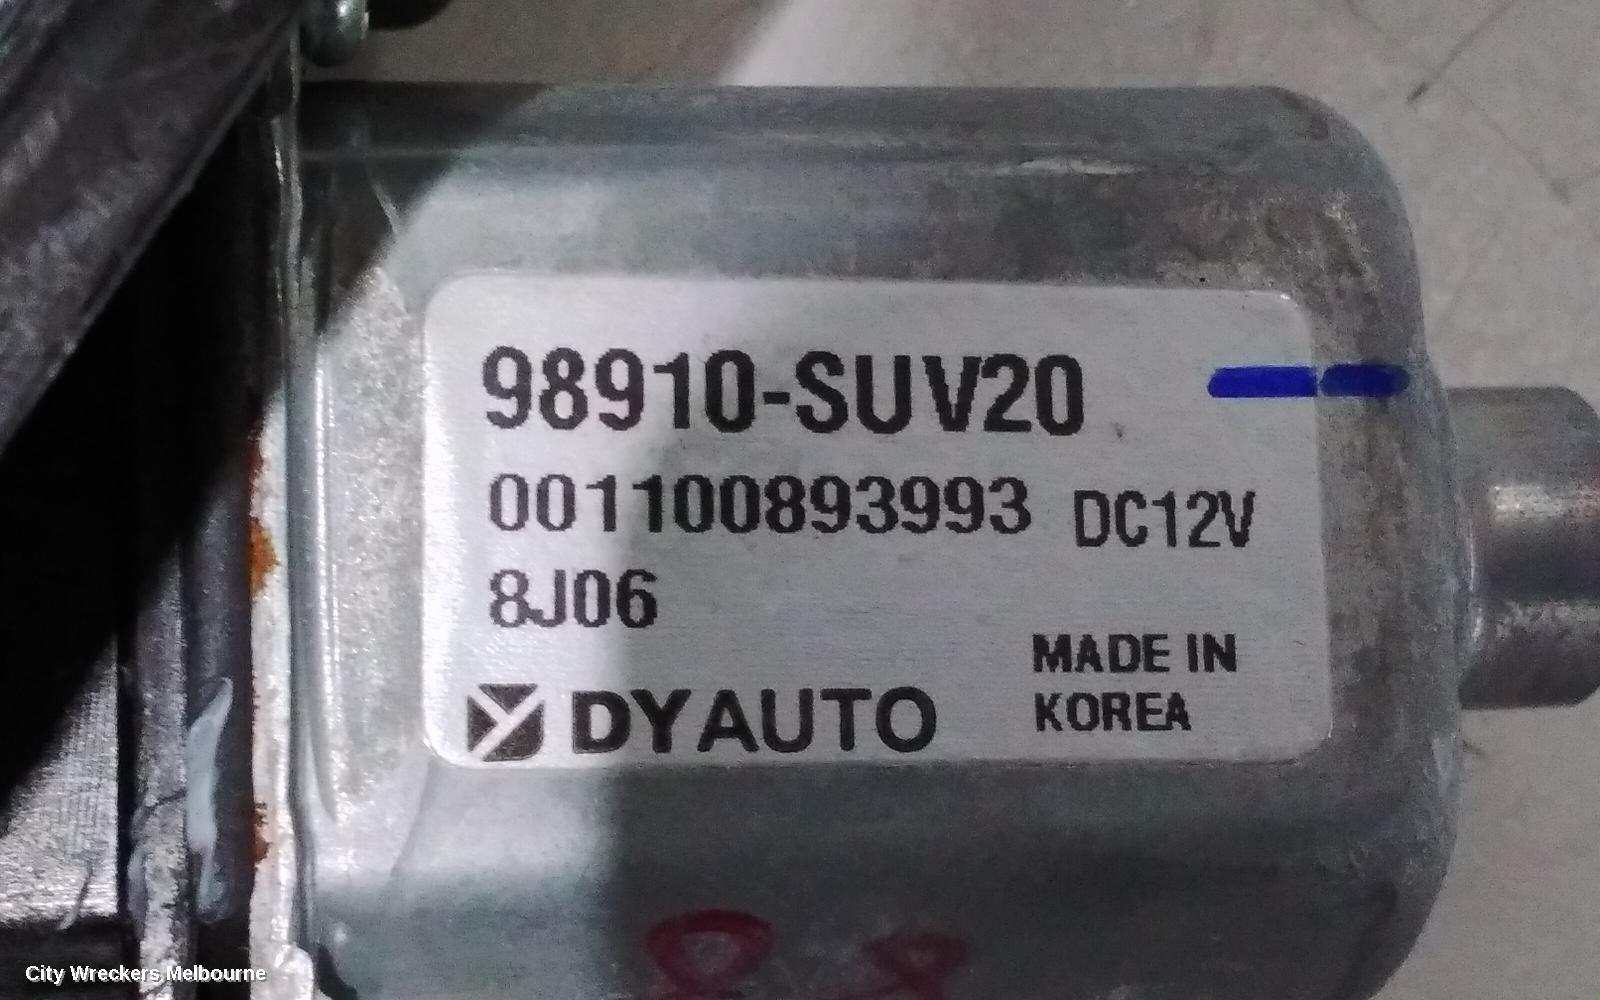 98910-SUV20
001100893993 DC12V
8J06
MADE IN
KOREA
DYAUTO
City Wreckers Melbourne